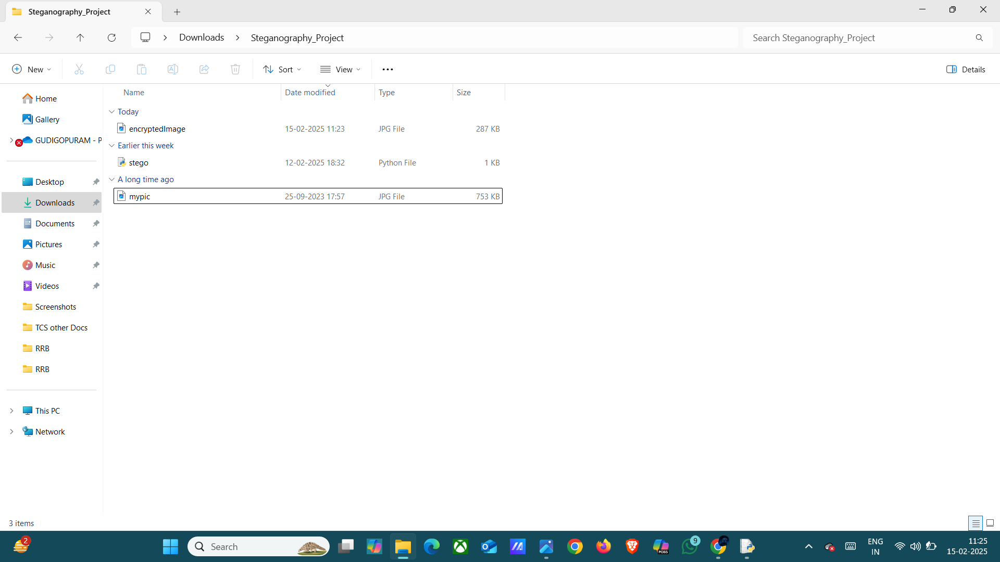 Steganography_Project
Downloads > Steganography_Project
Search Steganography_Project
New
Sort
View
Details
Name Date modified Type Size
Today
encryptedImage 15-02-2025 11:23 JPG File 287 KB
Earlier this week
stego 12-02-2025 18:32 Python File 1 KB
A long time ago
mypic 25-09-2023 17:57 JPG File 753 KB
Home
Gallery
GUDIGOPURAM - P
Desktop
Downloads
Documents
Pictures
Music
Videos
Screenshots
TCS other Docs
RRB
RRB
This PC
Network
3 items
2
Search
M365
9
ENG
IN
11:25
15-02-2025